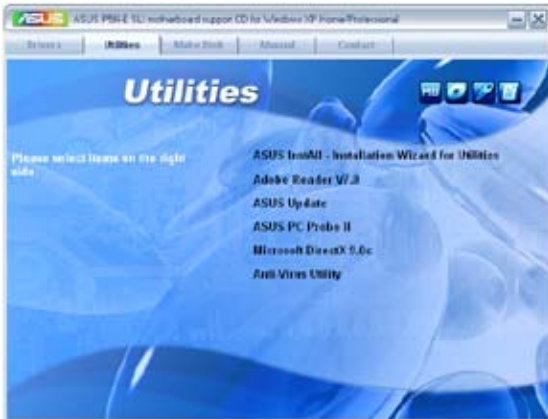 ASUS P5N-E SLI motherboard support CD for Windows XP Home/Professional
Drivers Utilities Make Disk Manual Contact
Utilities
Please select items on the right
side
ASUS InstAll - Installation Wizard for Utilities
Adobe Reader V7.0
ASUS Update
ASUS PC Probe II
Microsoft DirectX 9.0c
Anti-Virus Utility